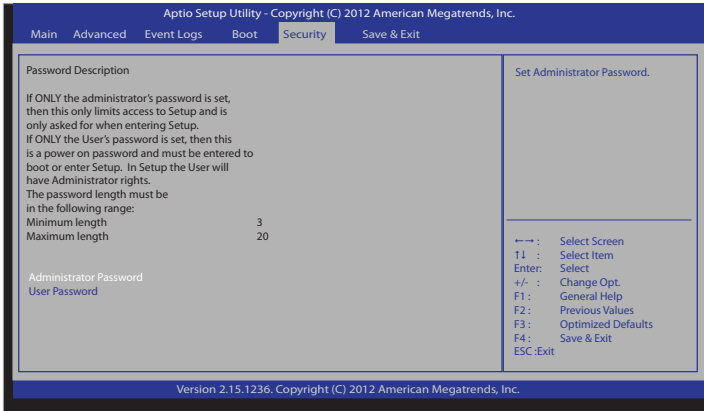 Aptio Setup Utility - Copyright (C) 2012 American Megatrends, Inc.
Main Advanced Event Logs Boot Security Save & Exit
Password Description
If ONLY the administrator's password is set,
then this only limits access to Setup and is
only asked for when entering Setup.
If ONLY the User's password is set, then this
is a power on password and must be entered to
boot or enter Setup. In Setup the User will
have Administrator rights.
The password length must be
in the following range:
Minimum length 3
Maximum length 20
Administrator Password
User Password
Set Administrator Password.
←→ : Select Screen
↑↓ : Select Item
Enter: Select
+/- : Change Opt.
F1 : General Help
F2 : Previous Values
F3 : Optimized Defaults
F4 : Save & Exit
ESC :Exit
Version 2.15.1236. Copyright (C) 2012 American Megatrends, Inc.